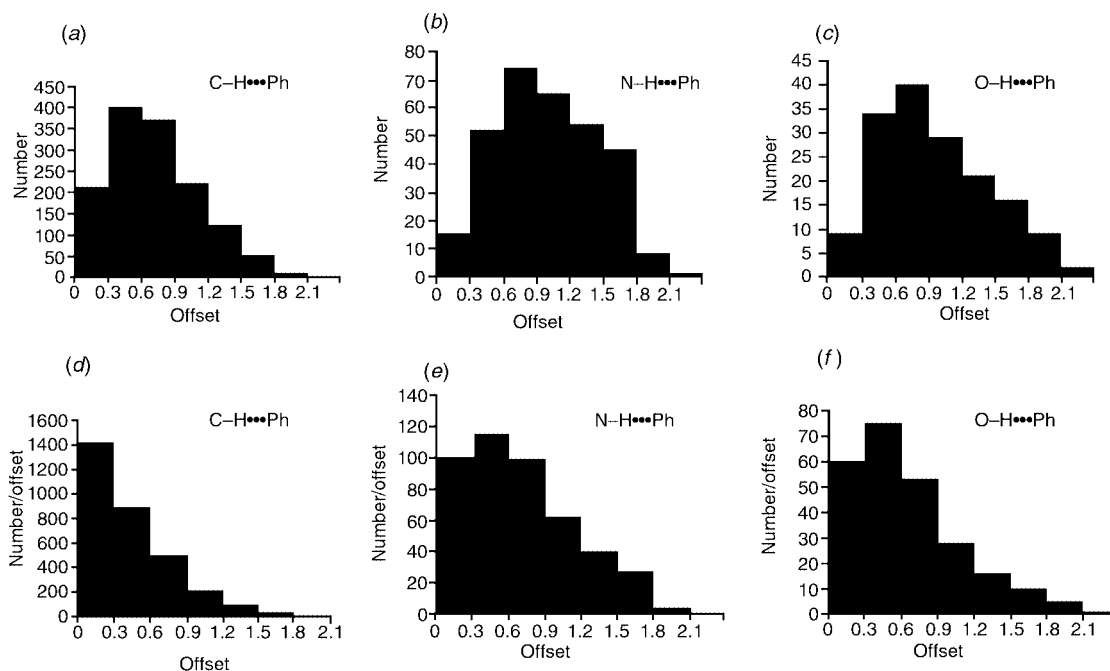 (a)
C–H•••Ph
Number
450
400
350
300
250
200
150
100
50
0
0 0.3 0.6 0.9 1.2 1.5 1.8 2.1
Offset
(b)
N--H•••Ph
Number
80
70
60
50
40
30
20
10
0
0 0.3 0.6 0.9 1.2 1.5 1.8 2.1
Offset
(c)
O–H•••Ph
Number
45
40
35
30
25
20
15
10
5
0
0 0.3 0.6 0.9 1.2 1.5 1.8 2.1
Offset
(d)
C–H•••Ph
Number/offset
1600
1400
1200
1000
800
600
400
200
0
0 0.3 0.6 0.9 1.2 1.5 1.8 2.1
Offset
(e)
N--H•••Ph
Number/offset
140
120
100
80
60
40
20
0
0 0.3 0.6 0.9 1.2 1.5 1.8 2.1
Offset
(f)
O–H•••Ph
Number/offset
80
70
60
50
40
30
20
10
0
0 0.3 0.6 0.9 1.2 1.5 1.8 2.1
Offset